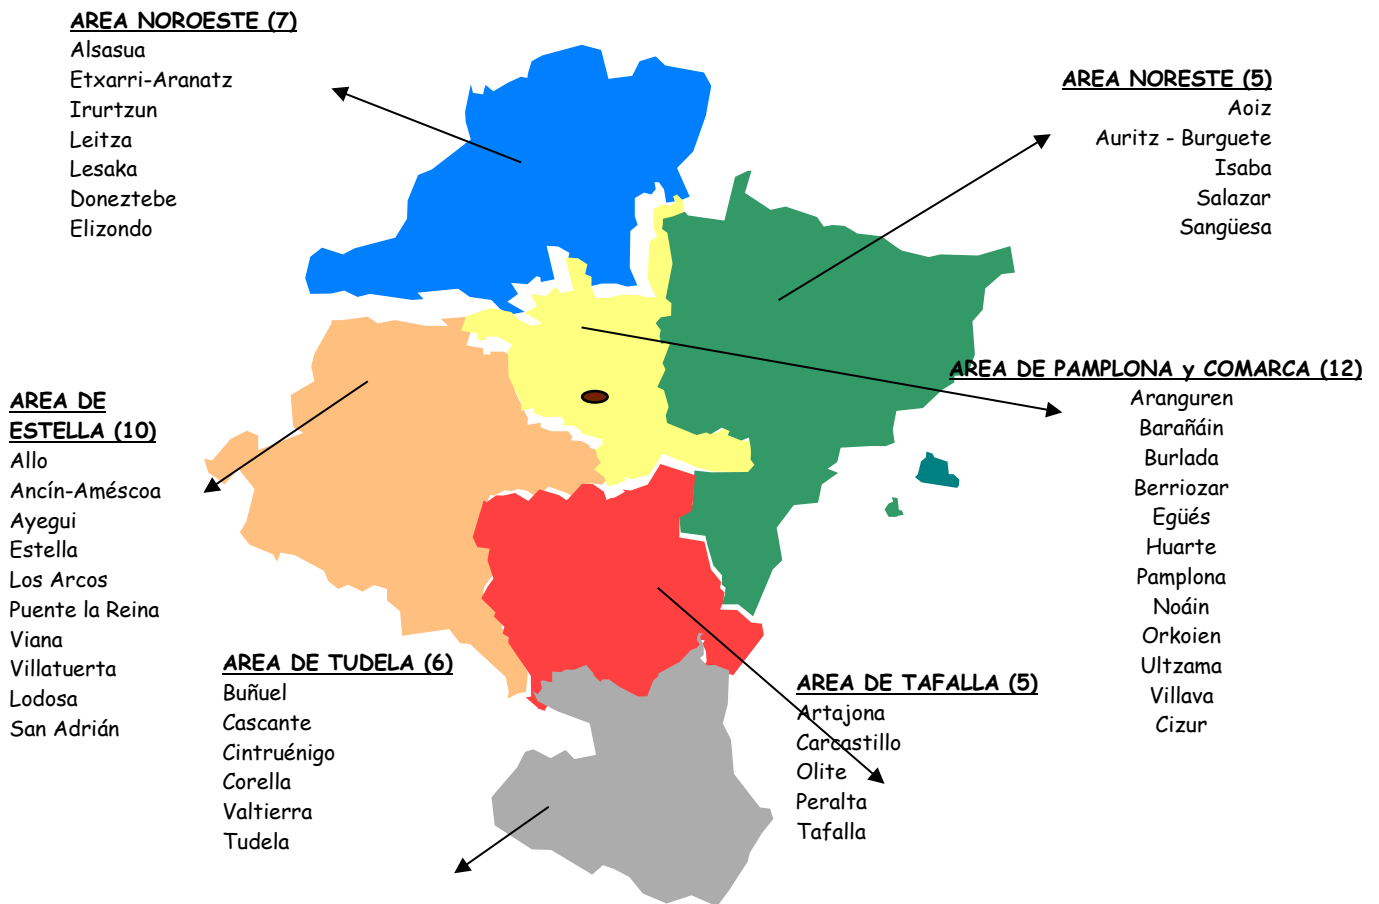 AREA NOROESTE (7)
Alsasua
Etxarri-Aranatz
Irurtzun
Leitza
Lesaka
Doneztebe
Elizondo
AREA NORESTE (5)
Aoiz
Auritz - Burguete
Isaba
Salazar
Sangüesa
AREA DE PAMPLONA y COMARCA (12)
Aranguren
Barañáin
Burlada
Berriozar
Egüés
Huarte
Pamplona
Noáin
Orkoien
Ultzama
Villava
Cizur
AREA DE
ESTELLA (10)
Allo
Ancín-Améscoa
Ayegui
Estella
Los Arcos
Puente la Reina
Viana
Villatuerta
Lodosa
San Adrián
AREA DE TUDELA (6)
Buñuel
Cascante
Cintruénigo
Corella
Valtierra
Tudela
AREA DE TAFALLA (5)
Artajona
Carcastillo
Olite
Peralta
Tafalla